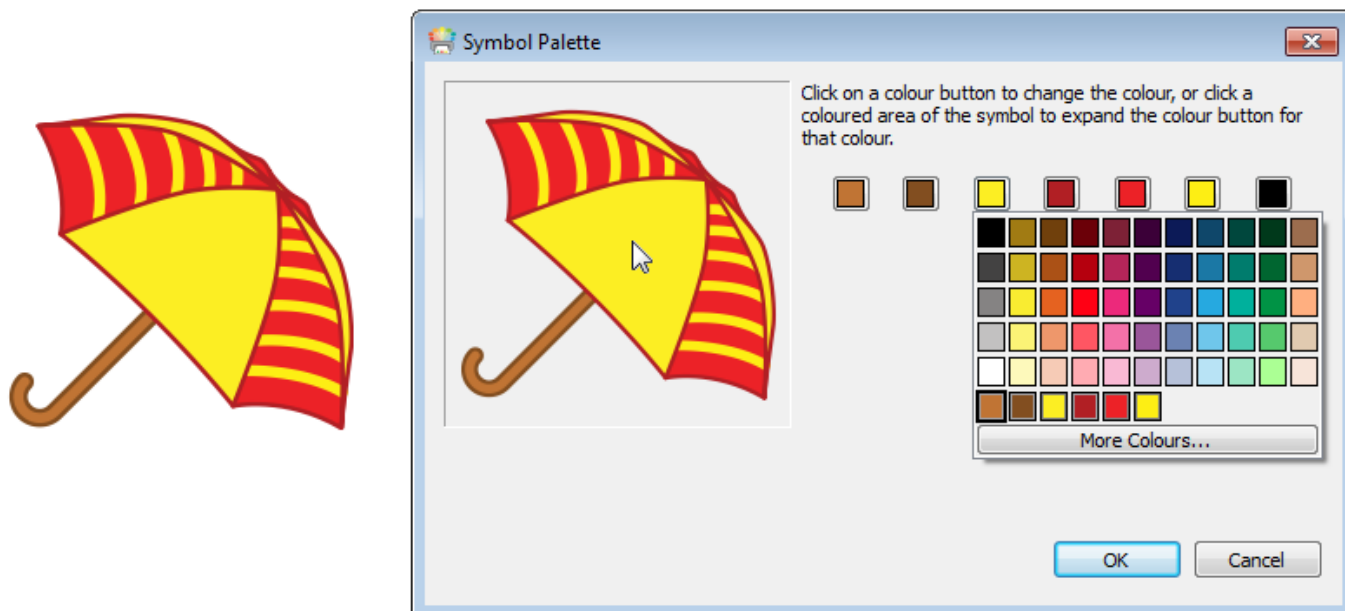 Symbol Palette
Click on a colour button to change the colour, or click a
coloured area of the symbol to expand the colour button for
that colour.
More Colours...
OK
Cancel